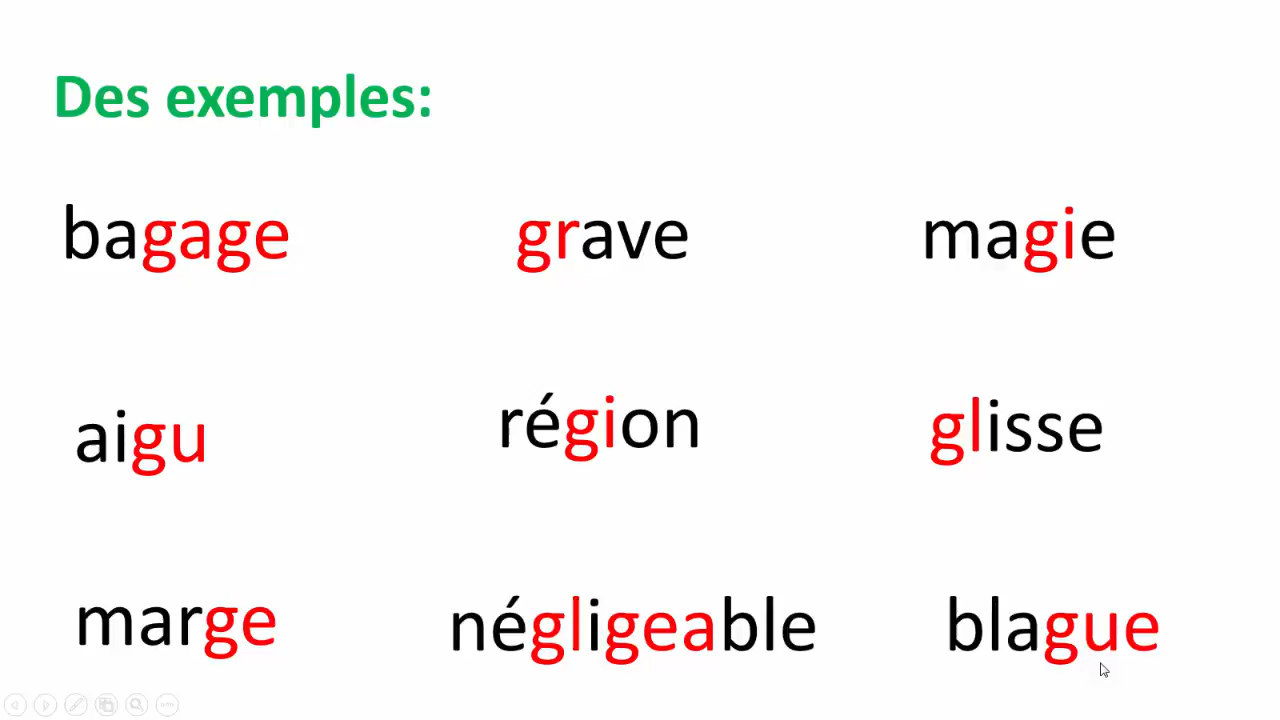 Des exemples:
bagage grave magie
aigu région glisse
marge négligeable blague